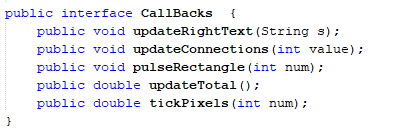 public interface CallBacks  {
    public void updateRightText(String s);
    public void updateConnections(int value);
    public void pulseRectangle(int num);
    public double updateTotal();
    public double tickPixels(int num);
}